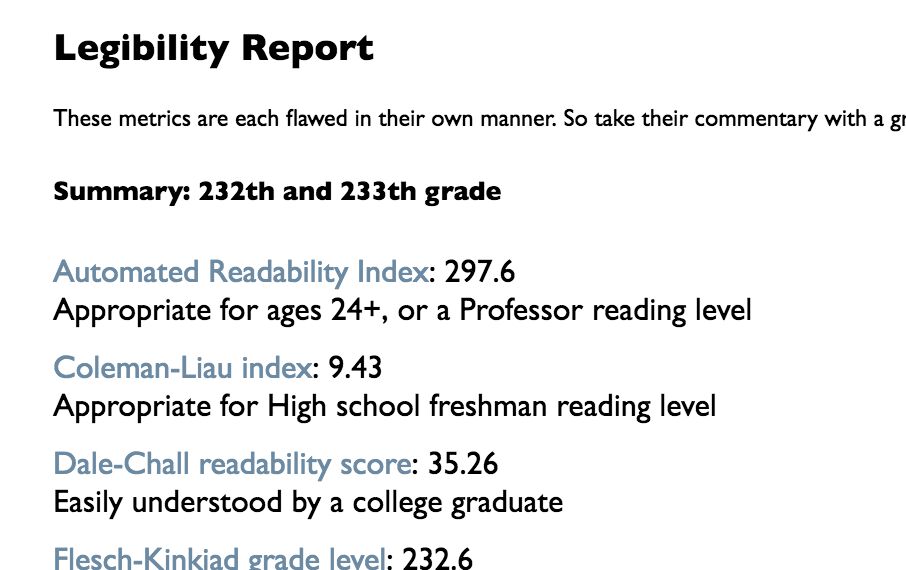 Legibility Report
These metrics are each flawed in their own manner. So take their commentary with a
Summary: 232th and 233th grade
Automated Readability Index: 297.6
Appropriate for ages 24+, or a Professor reading level
Coleman-Liau index: 9.43
Appropriate for High school freshman reading level
Dale-Chall readability score: 35.26
Easily understood by a college graduate
Flesch-Kinkiad grade level: 232.6